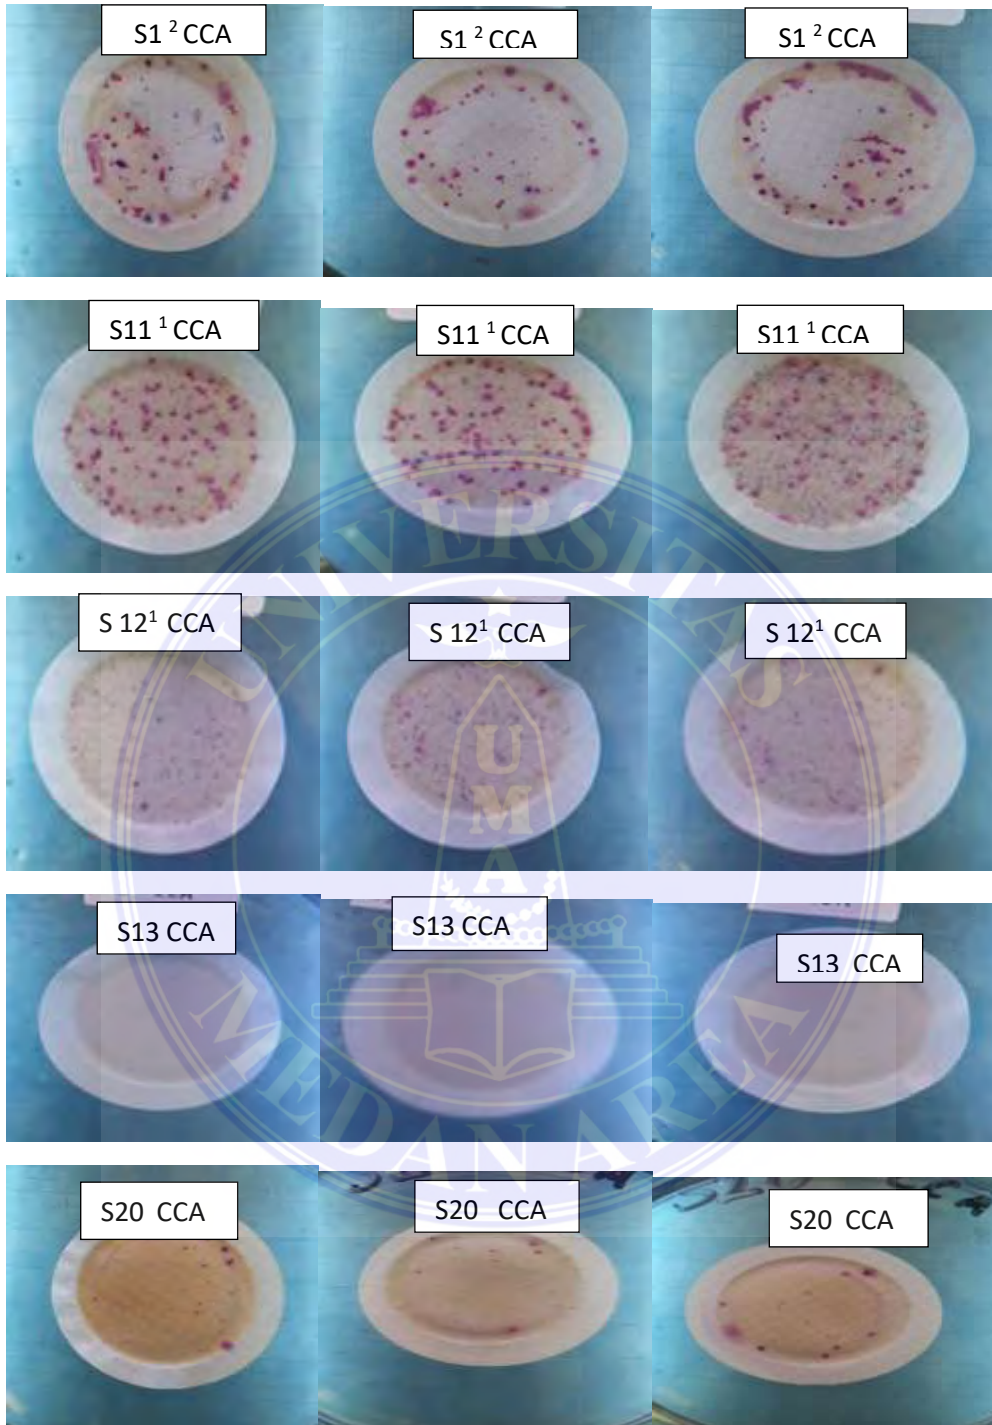 S1 ² CCA
S1 ² CCA
S1 ² CCA
S11 ¹ CCA
S11 ¹ CCA
S11 ¹ CCA
S 12¹ CCA
S 12¹ CCA
S 12¹ CCA
S13 CCA
S13 CCA
S13 CCA
S20 CCA
S20 CCA
S20 CCA
UNIVERSITAS
UMA
MEDAN AREA